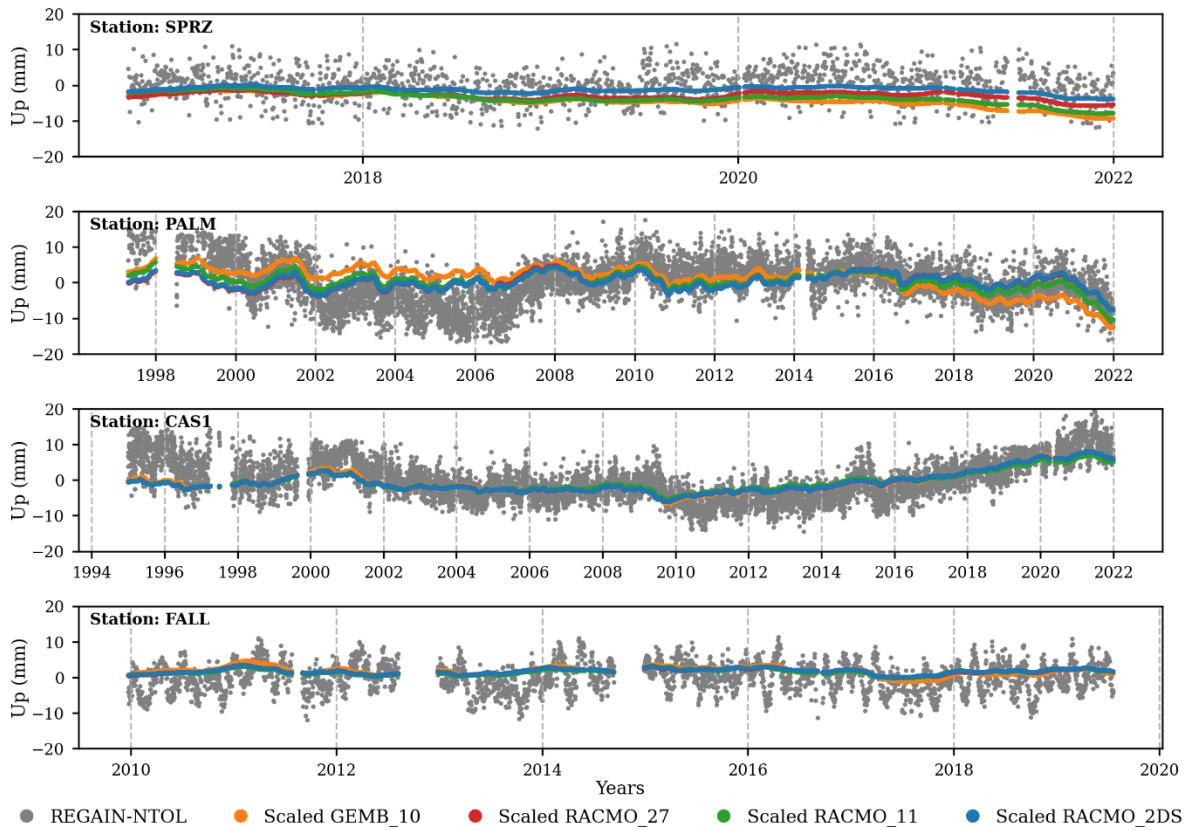 Station: SPRZ
20
10
0
−10
−20
Up (mm)
2018 2020 2022
Station: PALM
20
10
0
−10
−20
Up (mm)
1998 2000 2002 2004 2006 2008 2010 2012 2014 2016 2018 2020 2022
Station: CAS1
20
10
0
−10
−20
Up (mm)
1994 1996 1998 2000 2002 2004 2006 2008 2010 2012 2014 2016 2018 2020 2022
Station: FALL
20
10
0
−10
−20
Up (mm)
2010 2012 2014 2016 2018 2020
Years
REGAIN-NTOL Scaled GEMB_10 Scaled RACMO_27 Scaled RACMO_11 Scaled RACMO_2DS